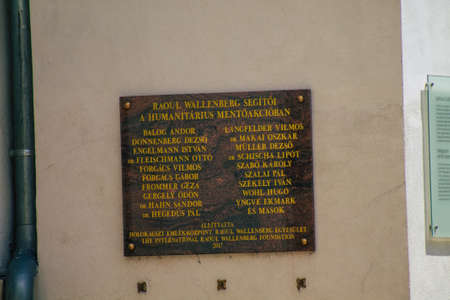 RAOUL WALLENBERG SEGÍTŐI
A HUMANITÁRIUS MENTŐAKCIÓBAN
BALOG ANDOR
DONNENBERG DEZSŐ
ENGELMANN ISTVÁN
DR. FLEISCHMANN OTTÓ
FORGÁCS VILMOS
FORGÁCS GÁBOR
FROMMER GÉZA
GERGELY ÖDÖN
DR. HAHN SÁNDOR
DR. HEGEDUS PÁL
LANGFELDER VILMOS
DR. MAKAI OSZKÁR
MÜLLER DEZSŐ
DR. SCHISCHA LIPÓT
SZABÓ KÁROLY
SZALAI PÁL
SZÉKELY IVÁN
WOHL HUGÓ
YNGVE EKMARK
ÉS MÁSOK
ÁLLÍTTATTA
HOLOKAUSZT EMLÉKKÖZPONT, RAOUL WALLENBERG EGYESÜLET
THE INTERNATIONAL RAOUL WALLENBERG FOUNDATION